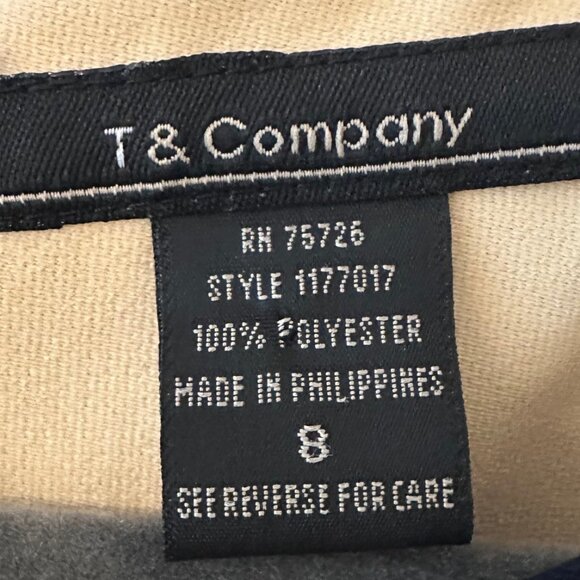 T & Company
RN 75726
STYLE 1177017
100% POLYESTER
MADE IN PHILIPPINES
8
SEE REVERSE FOR CARE